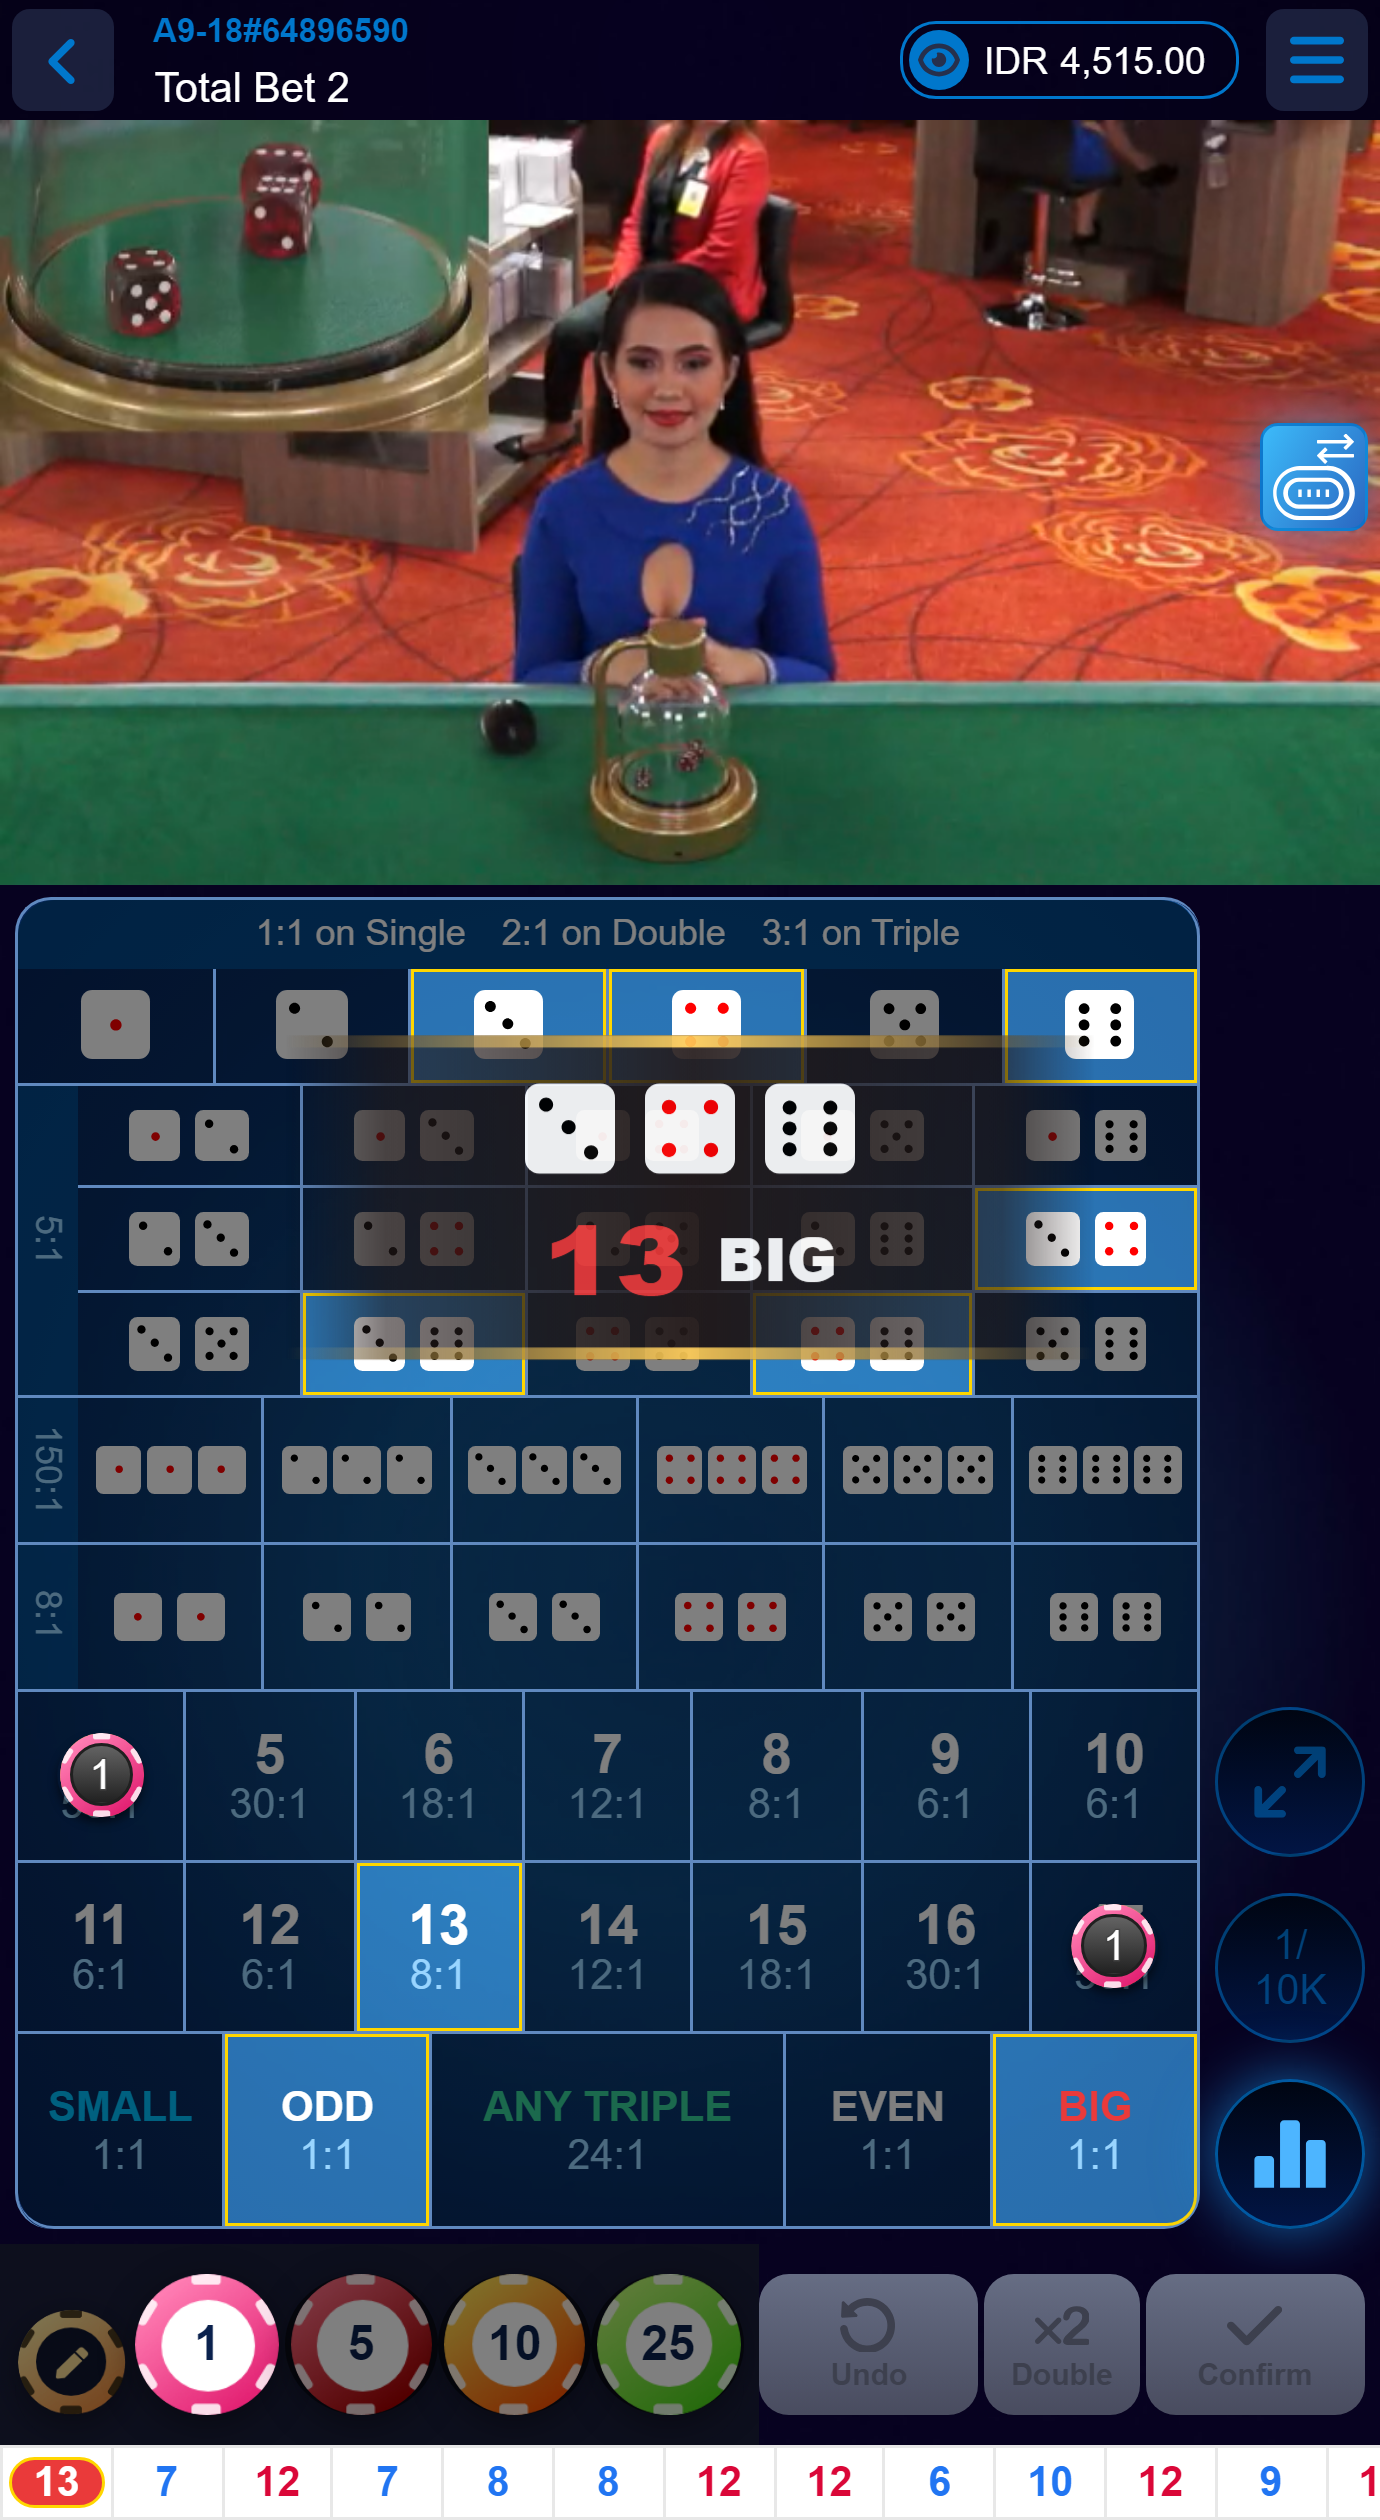 A9-18#64896590
Total Bet 2
IDR 4,515.00
1:1 on Single 2:1 on Double 3:1 on Triple
5:1
13 BIG
150:1
8:1
1
5 6 7 8 9 10
30:1 18:1 12:1 8:1 6:1 6:1
11 12 13 14 15 16
1
6:1 6:1 8:1 12:1 18:1 30:1
1/
10K
SMALL ODD ANY TRIPLE EVEN BIG
1:1 1:1 24:1 1:1 1:1
1 5 10 25
x2
Undo Double Confirm
13 7 12 7 8 8 12 12 6 10 12 9